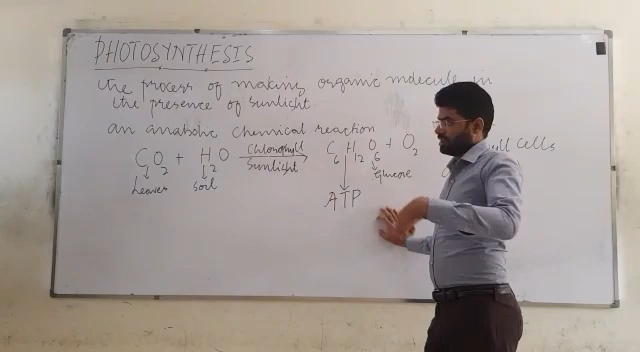 PHOTOSYNTHESIS
the process of making organic molecule in
the presence of sunlight.
an anabolic chemical reaction
CO2 + H2O Chlorophyll Sunlight C6H12O6 + O2 cells
Leaves Soil Glucose
ATP